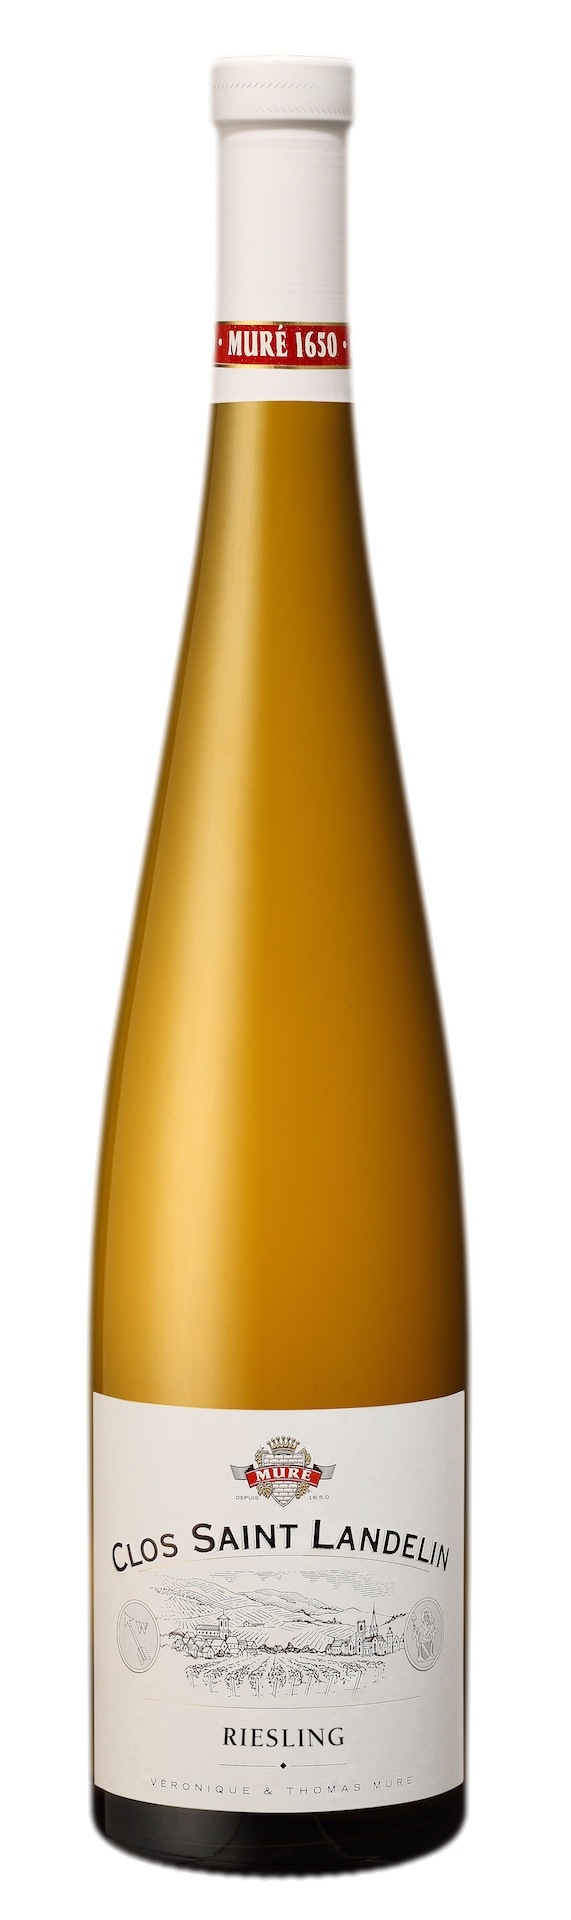 · MURÉ 1650 ·
MURÉ
DEPUIS 1650
CLOS SAINT LANDELIN
RIESLING
VÉRONIQUE & THOMAS MURÉ